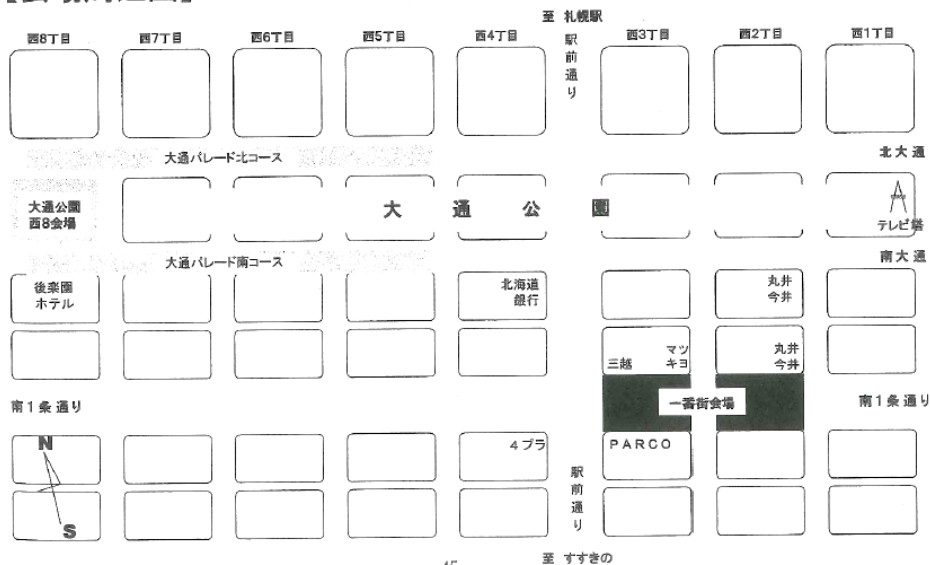 至 札幌駅
西8丁目 西7丁目 西6丁目 西5丁目 西4丁目 駅前通り 西3丁目 西2丁目 西1丁目
大通パレード北コース
北大通
大通公園
西8会場
大通公園
テレビ塔
大通パレード南コース
南大通
後楽園
ホテル
北海道
銀行
丸井
今井
三越
マツ
キヨ
丸井
今井
南1条通り
一番街会場
南1条通り
N
4プラ
PARCO
駅前通り
S
至 すすきの